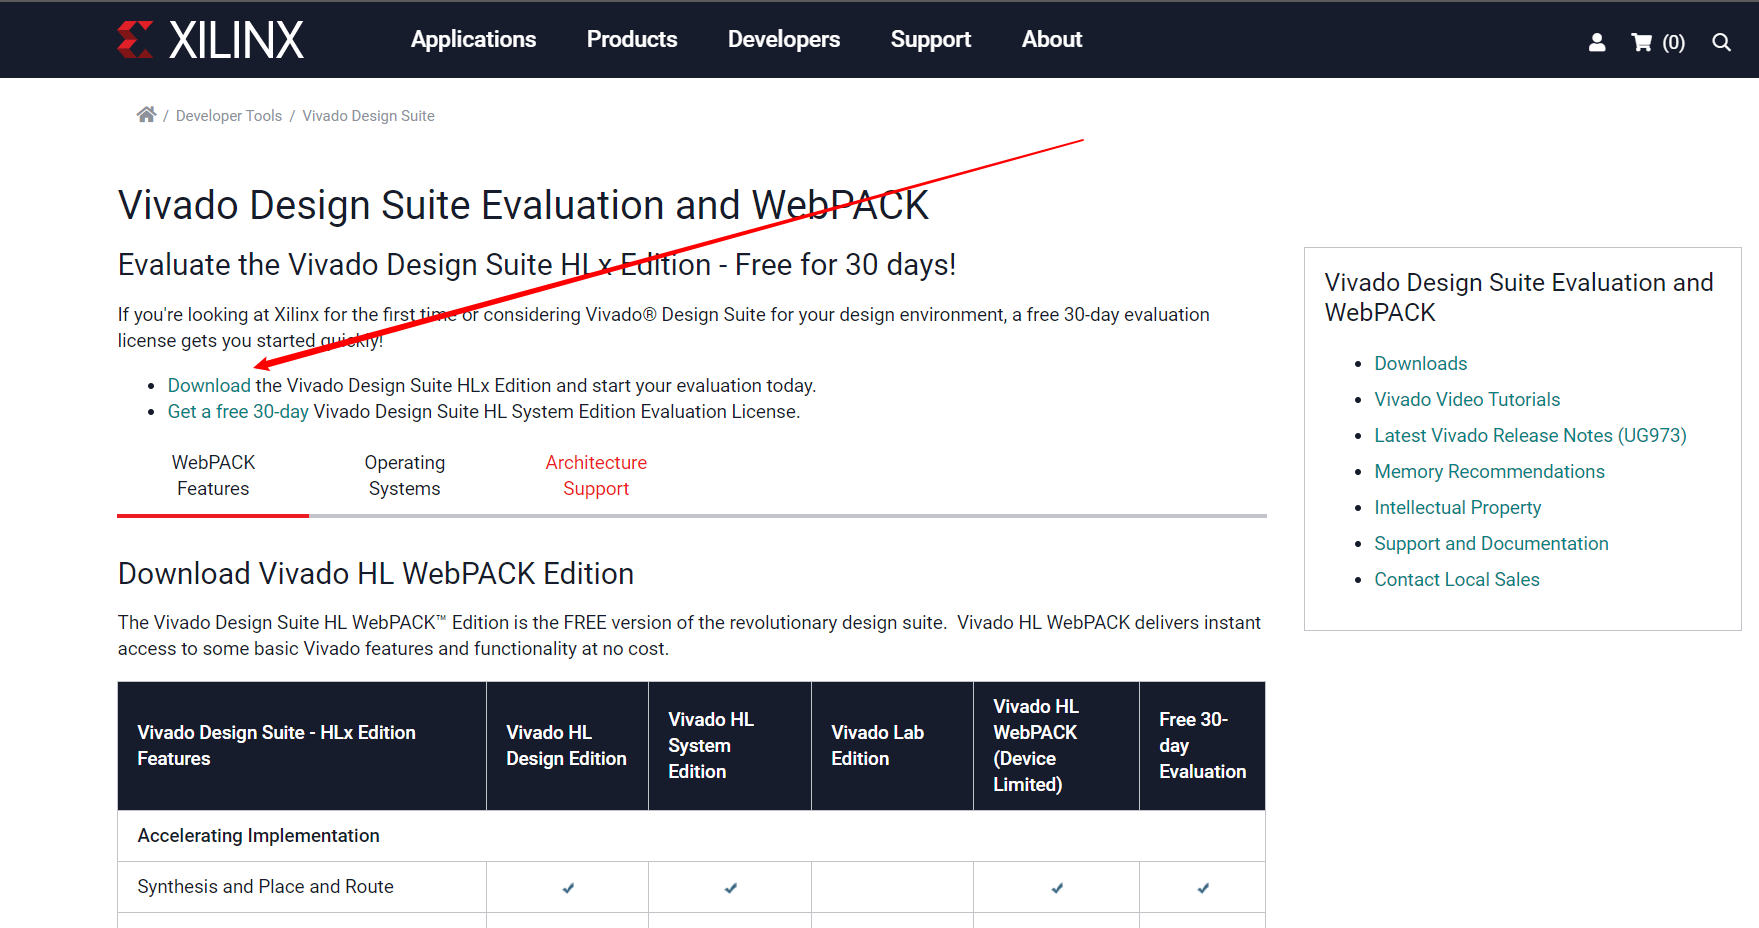 XILINX
Applications Products Developers Support About
(0)
/ Developer Tools / Vivado Design Suite
Vivado Design Suite Evaluation and WebPACK
Evaluate the Vivado Design Suite HLx Edition - Free for 30 days!
If you're looking at Xilinx for the first time or considering Vivado® Design Suite for your design environment, a free 30-day evaluation
license gets you started quickly!
• Download the Vivado Design Suite HLx Edition and start your evaluation today.
• Get a free 30-day Vivado Design Suite HL System Edition Evaluation License.
WebPACK
Features
Operating
Systems
Architecture
Support
Download Vivado HL WebPACK Edition
The Vivado Design Suite HL WebPACK™ Edition is the FREE version of the revolutionary design suite.  Vivado HL WebPACK delivers instant
access to some basic Vivado features and functionality at no cost.
Vivado Design Suite - HLx Edition
Features
Vivado HL
Design Edition
Vivado HL
System
Edition
Vivado Lab
Edition
Vivado HL
WebPACK
(Device
Limited)
Free 30-
day
Evaluation
Accelerating Implementation
Synthesis and Place and Route ✓ ✓ ✓ ✓
Vivado Design Suite Evaluation and
WebPACK
• Downloads
• Vivado Video Tutorials
• Latest Vivado Release Notes (UG973)
• Memory Recommendations
• Intellectual Property
• Support and Documentation
• Contact Local Sales